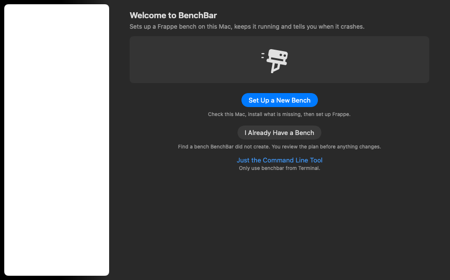 Welcome to BenchBar
Sets up a Frappe bench on this Mac, keeps it running and tells you when it crashes.
Set Up a New Bench
Check this Mac, install what is missing, then set up Frappe.
I Already Have a Bench
Find a bench BenchBar did not create. You review the plan before anything changes.
Just the Command Line Tool
Only use benchbar from Terminal.